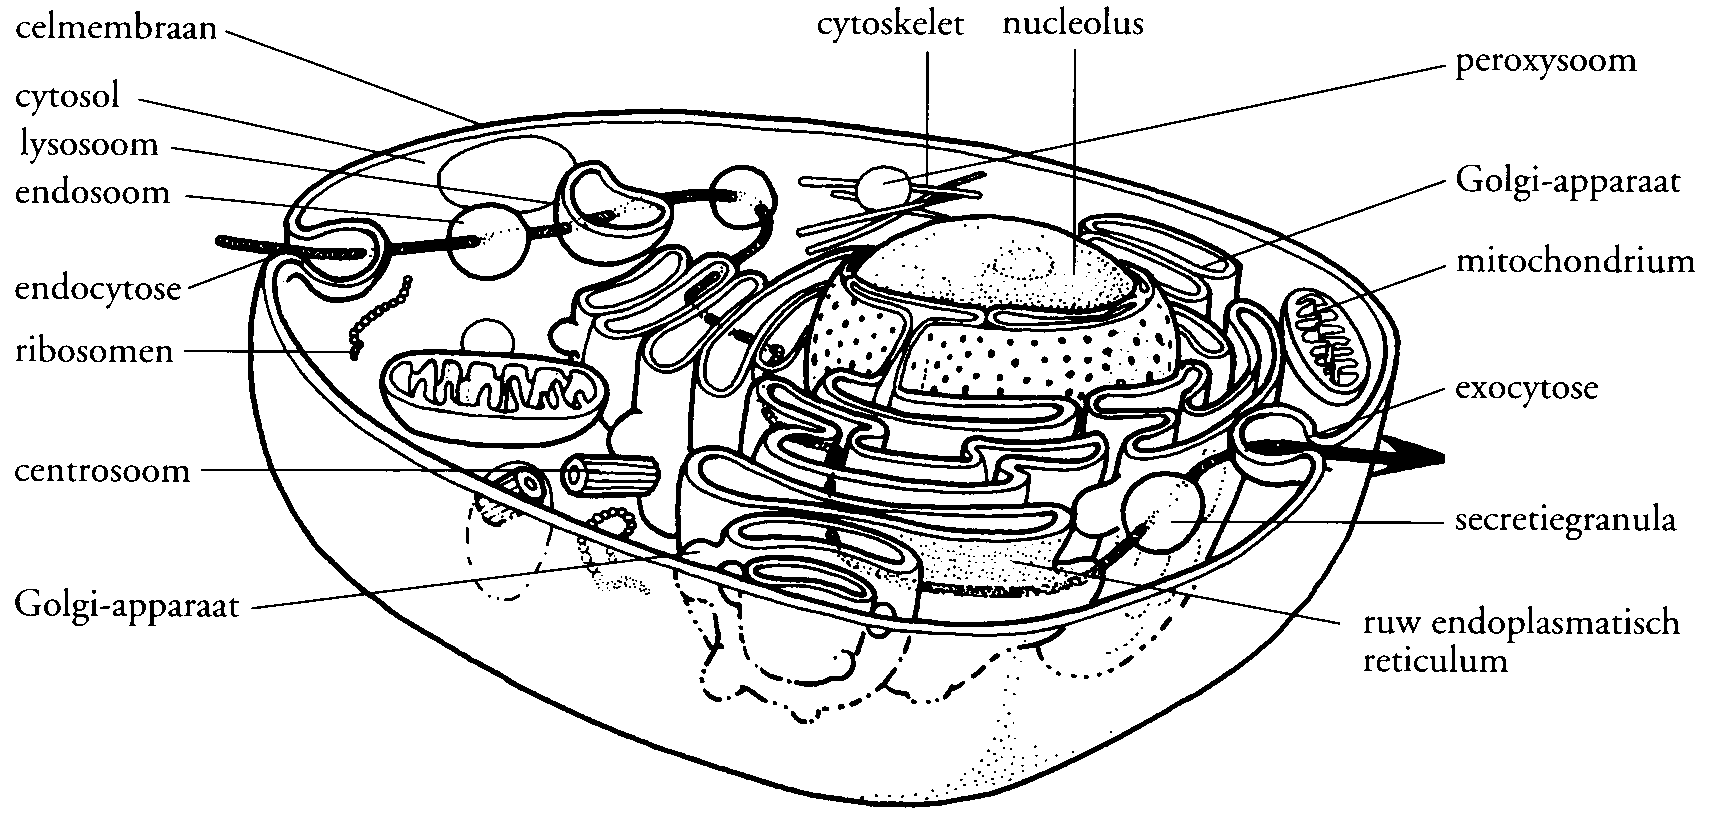 celmembraan
cytosol
lysosoom
endosoom
endocytose
ribosomen
centrosoom
Golgi-apparaat
cytoskelet
nucleolus
peroxysoom
Golgi-apparaat
mitochondrium
exocytose
secretiegranula
ruw endoplasmatisch
reticulum